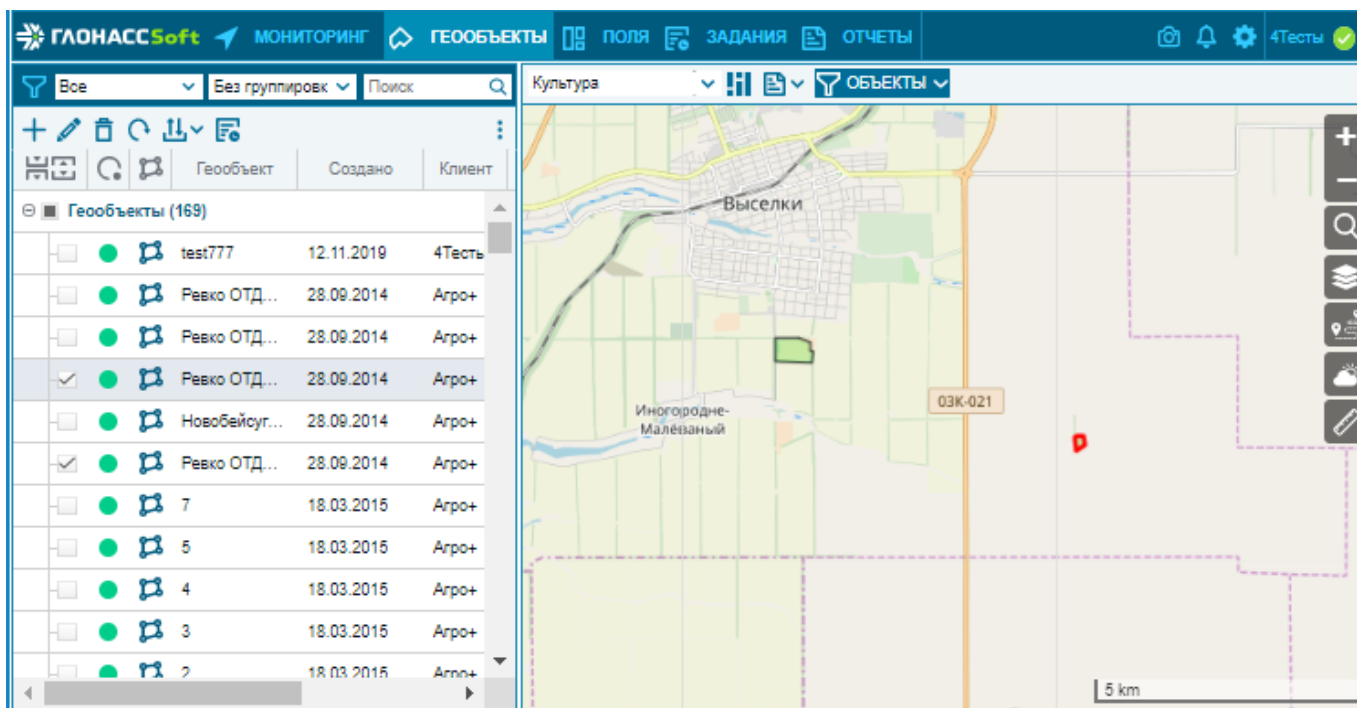 ГЛОНАССSoft МОНИТОРИНГ ГЕООБЪЕКТЫ ПОЛЯ ЗАДАНИЯ ОТЧЕТЫ 4Тесты
Все Без группировк Поиск Культура ОБЪЕКТЫ
Геообъект Создано Клиент
Геообъекты (169)
test777 12.11.2019 4Тесть
Ревко ОТД... 28.09.2014 Агро+
Ревко ОТД... 28.09.2014 Агро+
Ревко ОТД... 28.09.2014 Агро+
Новобейсуг... 28.09.2014 Агро+
Ревко ОТД... 28.09.2014 Агро+
7 18.03.2015 Агро+
5 18.03.2015 Агро+
4 18.03.2015 Агро+
3 18.03.2015 Агро+
2 18.03.2015 Агро+
Выселки
03К-021
Иногородне-
Малёваный
5 km